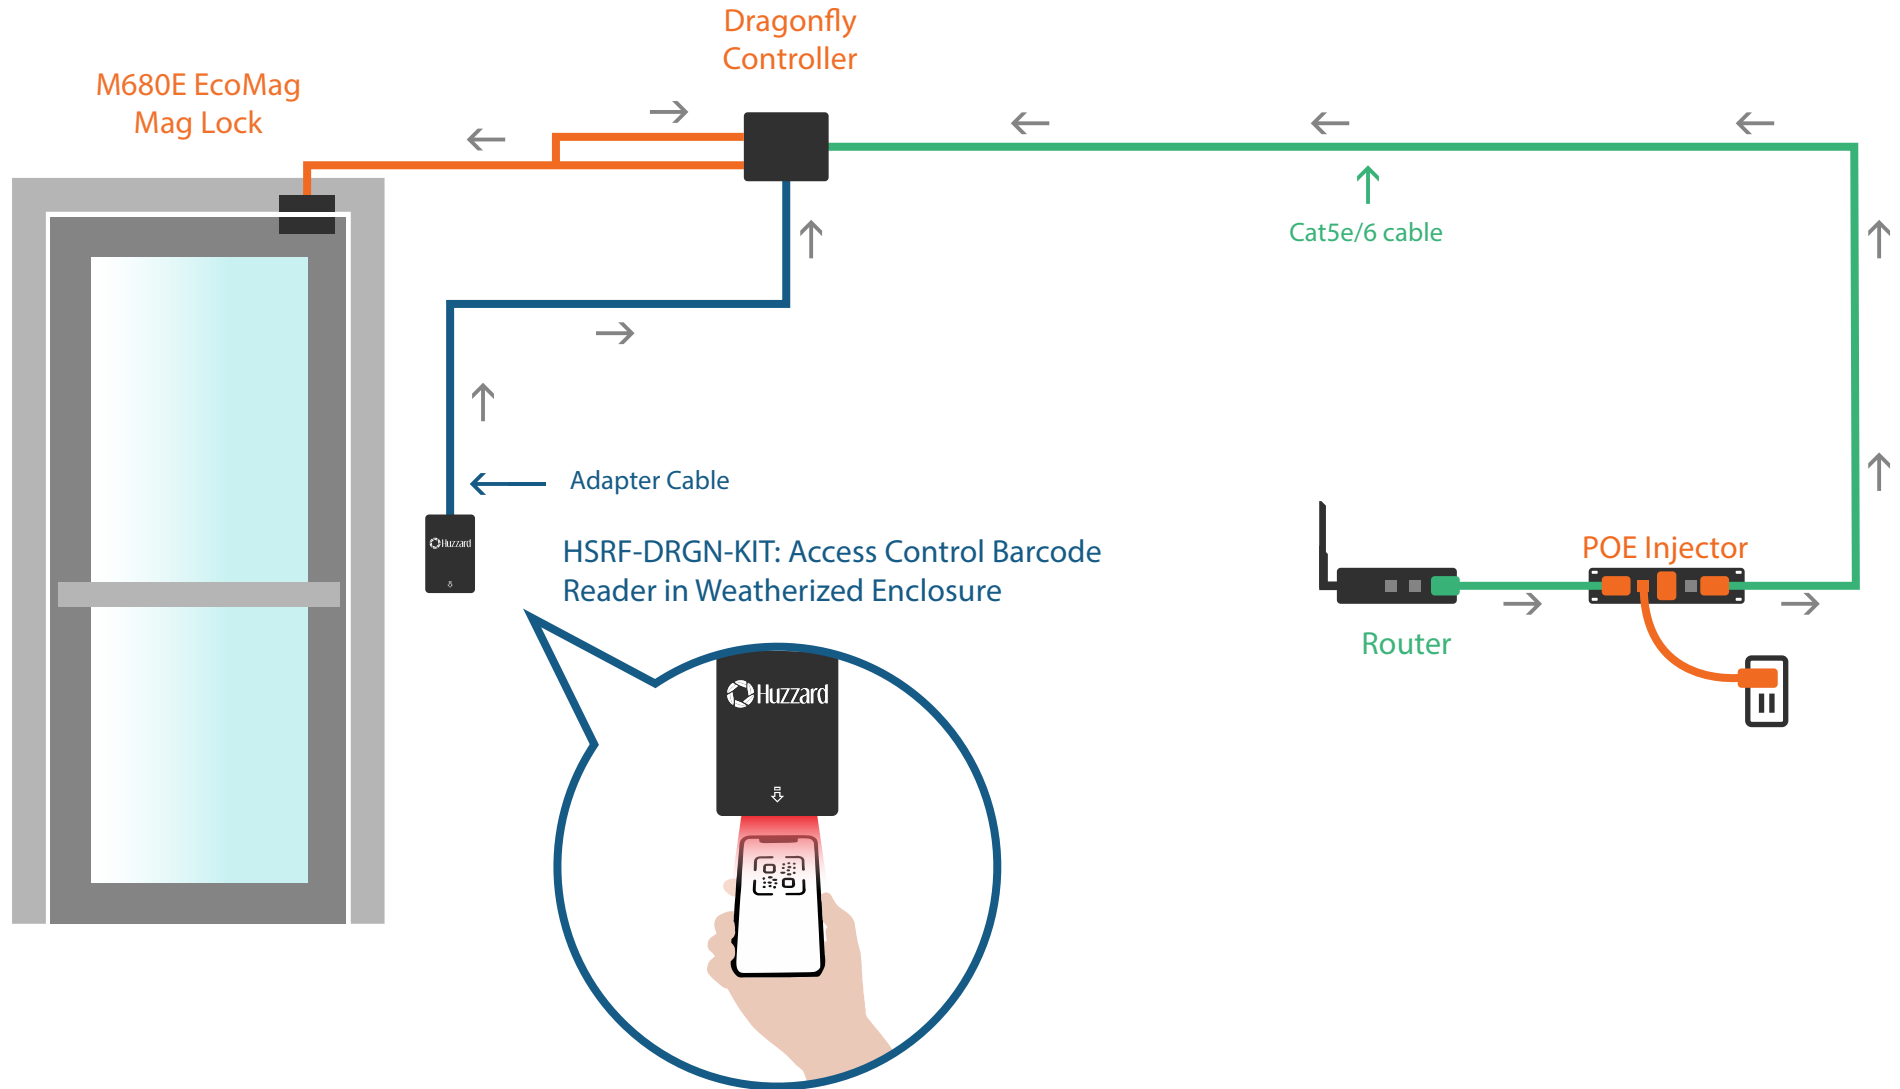 Dragonfly
Controller
M680E EcoMag
Mag Lock
Cat5e/6 cable
Adapter Cable
Huzzard
HSRF-DRGN-KIT: Access Control Barcode
Reader in Weatherized Enclosure
POE Injector
Router
Huzzard